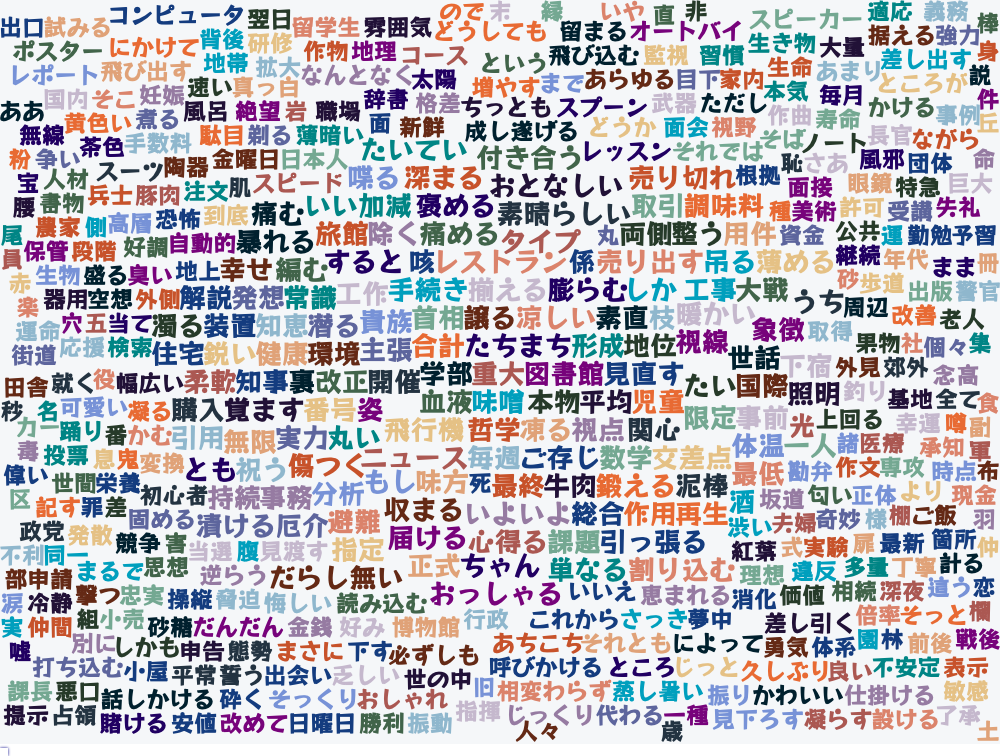 コンピュータ 翌日 ので 末 縁 いや 直 非 適応 義務
出口 試みる 留学生 雰囲気 どうしても 留まる オートバイ スピーカー 据える 強力 棒
ポスター にかけて 背後 研修 作物 地理 コース という 飛び込む 監視 習慣 生き物 大量 差し出す 身
レポート 飛び出す 地帯 拡大 なんとなく 太陽 増やす まで あらゆる 目下 家内 生命 あまり ところが 説
国内 そこ 妊娠 速い 真っ白 辞書 格差 ちっとも スプーン 武器 ただし 本気 毎月 件
ああ 黄色い 煮る 風呂 絶望 岩 職場 面 新鮮 成し遂げる どうか 面会 視野 作曲 寿命 かける 事例 丘
無線 茶色 手数料 駄目 剃る 薄暗い たいてい 付き合う レッスン それでは そば ノート 長官 ながら
粉 争い スーツ 陶器 金曜日 日本人 喋る 深まる おとなしい 売り切れ 根拠 恥 さあ 風邪 団体 命
宝 人材 兵士 豚肉 注文 肌 スピード 面接 眼鏡 特急 巨大
腰 書物 農家 側 高層 恐怖 到底 痛む いい加減 褒める 素晴らしい 取引 調味料 種 美術 許可 受講 失礼
尾 保管 段階 好調 自動的 暴れる 旅館 除く 痛める タイプ 丸 両側 整う 用件 資金 公共 運 勤勉 予習
員 赤 生物 盛る 臭い 地上 幸せ 編む すると 咳 レストラン 係 売り出す 吊る 薄める 継続 年代 まま 冊
楽 器用 空想 外側 解説 発想 常識 工作 手続き 揃える 膨らむ しか 工事 大戦 砂 歩道 出版 警官
運命 穴 五 当て 濁る 装置 知恵 潜る 貴族 首相 譲る 涼しい 素直 枝 暖かい うち 周辺 改善 老人
街道 応援 検索 住宅 鋭い 健康 環境 主張 合計 たちまち 形成 地位 視線 象徴 取得 果物 社 個々 集
田舎 就く 役 幅広い 柔軟 知事 裏 改正 開催 学部 重大 図書館 見直す 世話 下宿 外見 郊外 念 高
秒 名 可愛い 凝る 購入 覚ます 番号 姿 血液 味噌 本物 平均 児童 たい 国際 照明 釣り 基地 全て 食
カー 踊り 番 かむ 引用 無限 実力 丸い 飛行機 哲学 凍る 視点 関心 限定 事前 光 上回る 幸運 噂 副
毒 投票 息 鬼 変換 とも 祝う 傷つく ニュース 毎週 ご存じ 数学 交差点 体温 一人 諸 医療 承知 軍
偉い 世間 栄養 初心者 持続 事務 分析 もし 味方 死 最終 牛肉 鍛える 泥棒 最低 勘弁 作文 専攻 時点 布
区 記す 罪 差 固める 漬ける 厄介 避難 収まる いよいよ 総合 作用 再生 酒 坂道 匂い 正体 より 現金
政党 発散 競争 害 当選 腹 見渡す 指定 届ける 心得る 課題 引っ張る 渋い 夫婦 奇妙 様 棚 ご飯 羽
不利 同一 まるで 思想 逆らう だらし無い 正式 ちゃん 単なる 割り込む 紅葉 式 実験 扉 最新 箇所 仲
部 申請 撃つ 忠実 操縦 脅迫 悔しい 読み込む おっしゃる いいえ 恵まれる 理想 違反 多量 丁寧 計る
涙 冷静 組 小売 砂糖 だんだん 金銭 好み 博物館 行政 これから さっき 夢中 消化 価値 相続 深夜 違う 恋
実 仲間 別に しかも 申告 態勢 まさに 下す 必ずしも あちこち それとも によって 差し引く 倍率 そっと 欄
嘘 打ち込む 小屋 平常 誓う 出会い 乏しい 世の中 呼びかける ところ じっと 久しぶり 勇気 体系 國 林 前後 戦後
課長 悪口 話しかける 砕く そっくり おしゃれ 旧 相変わらず 蒸し暑い 振り かわいい 良い 不安定 表示
提示 占領 賭ける 安値 改めて 日曜日 勝利 振動 指揮 じっくり 代わる 一種 見下ろす 凝らす 仕掛ける 設ける 敏感 了承
人々 歳 土